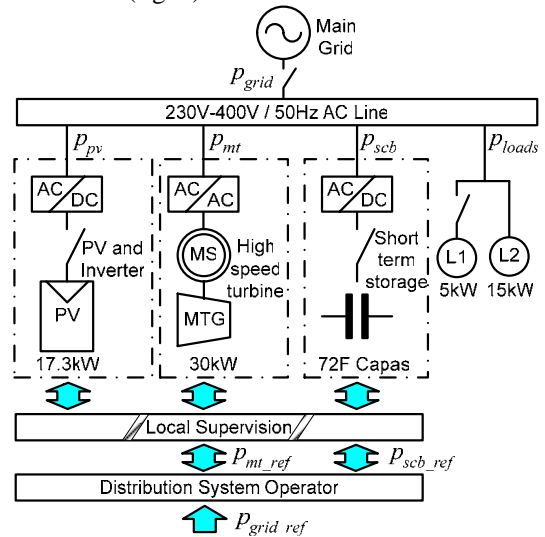 Main
Grid
p_grid
230V-400V / 50Hz AC Line
p_pv
p_mt
p_scb
p_loads
AC
DC
AC
AC
AC
DC
PV and
Inverter
MS
High
speed
turbine
Short
term
storage
L1
L2
5kW
15kW
PV
MTG
17.3kW
30kW
72F Capas
Local Supervision
p_mt_ref
p_scb_ref
Distribution System Operator
p_grid_ref